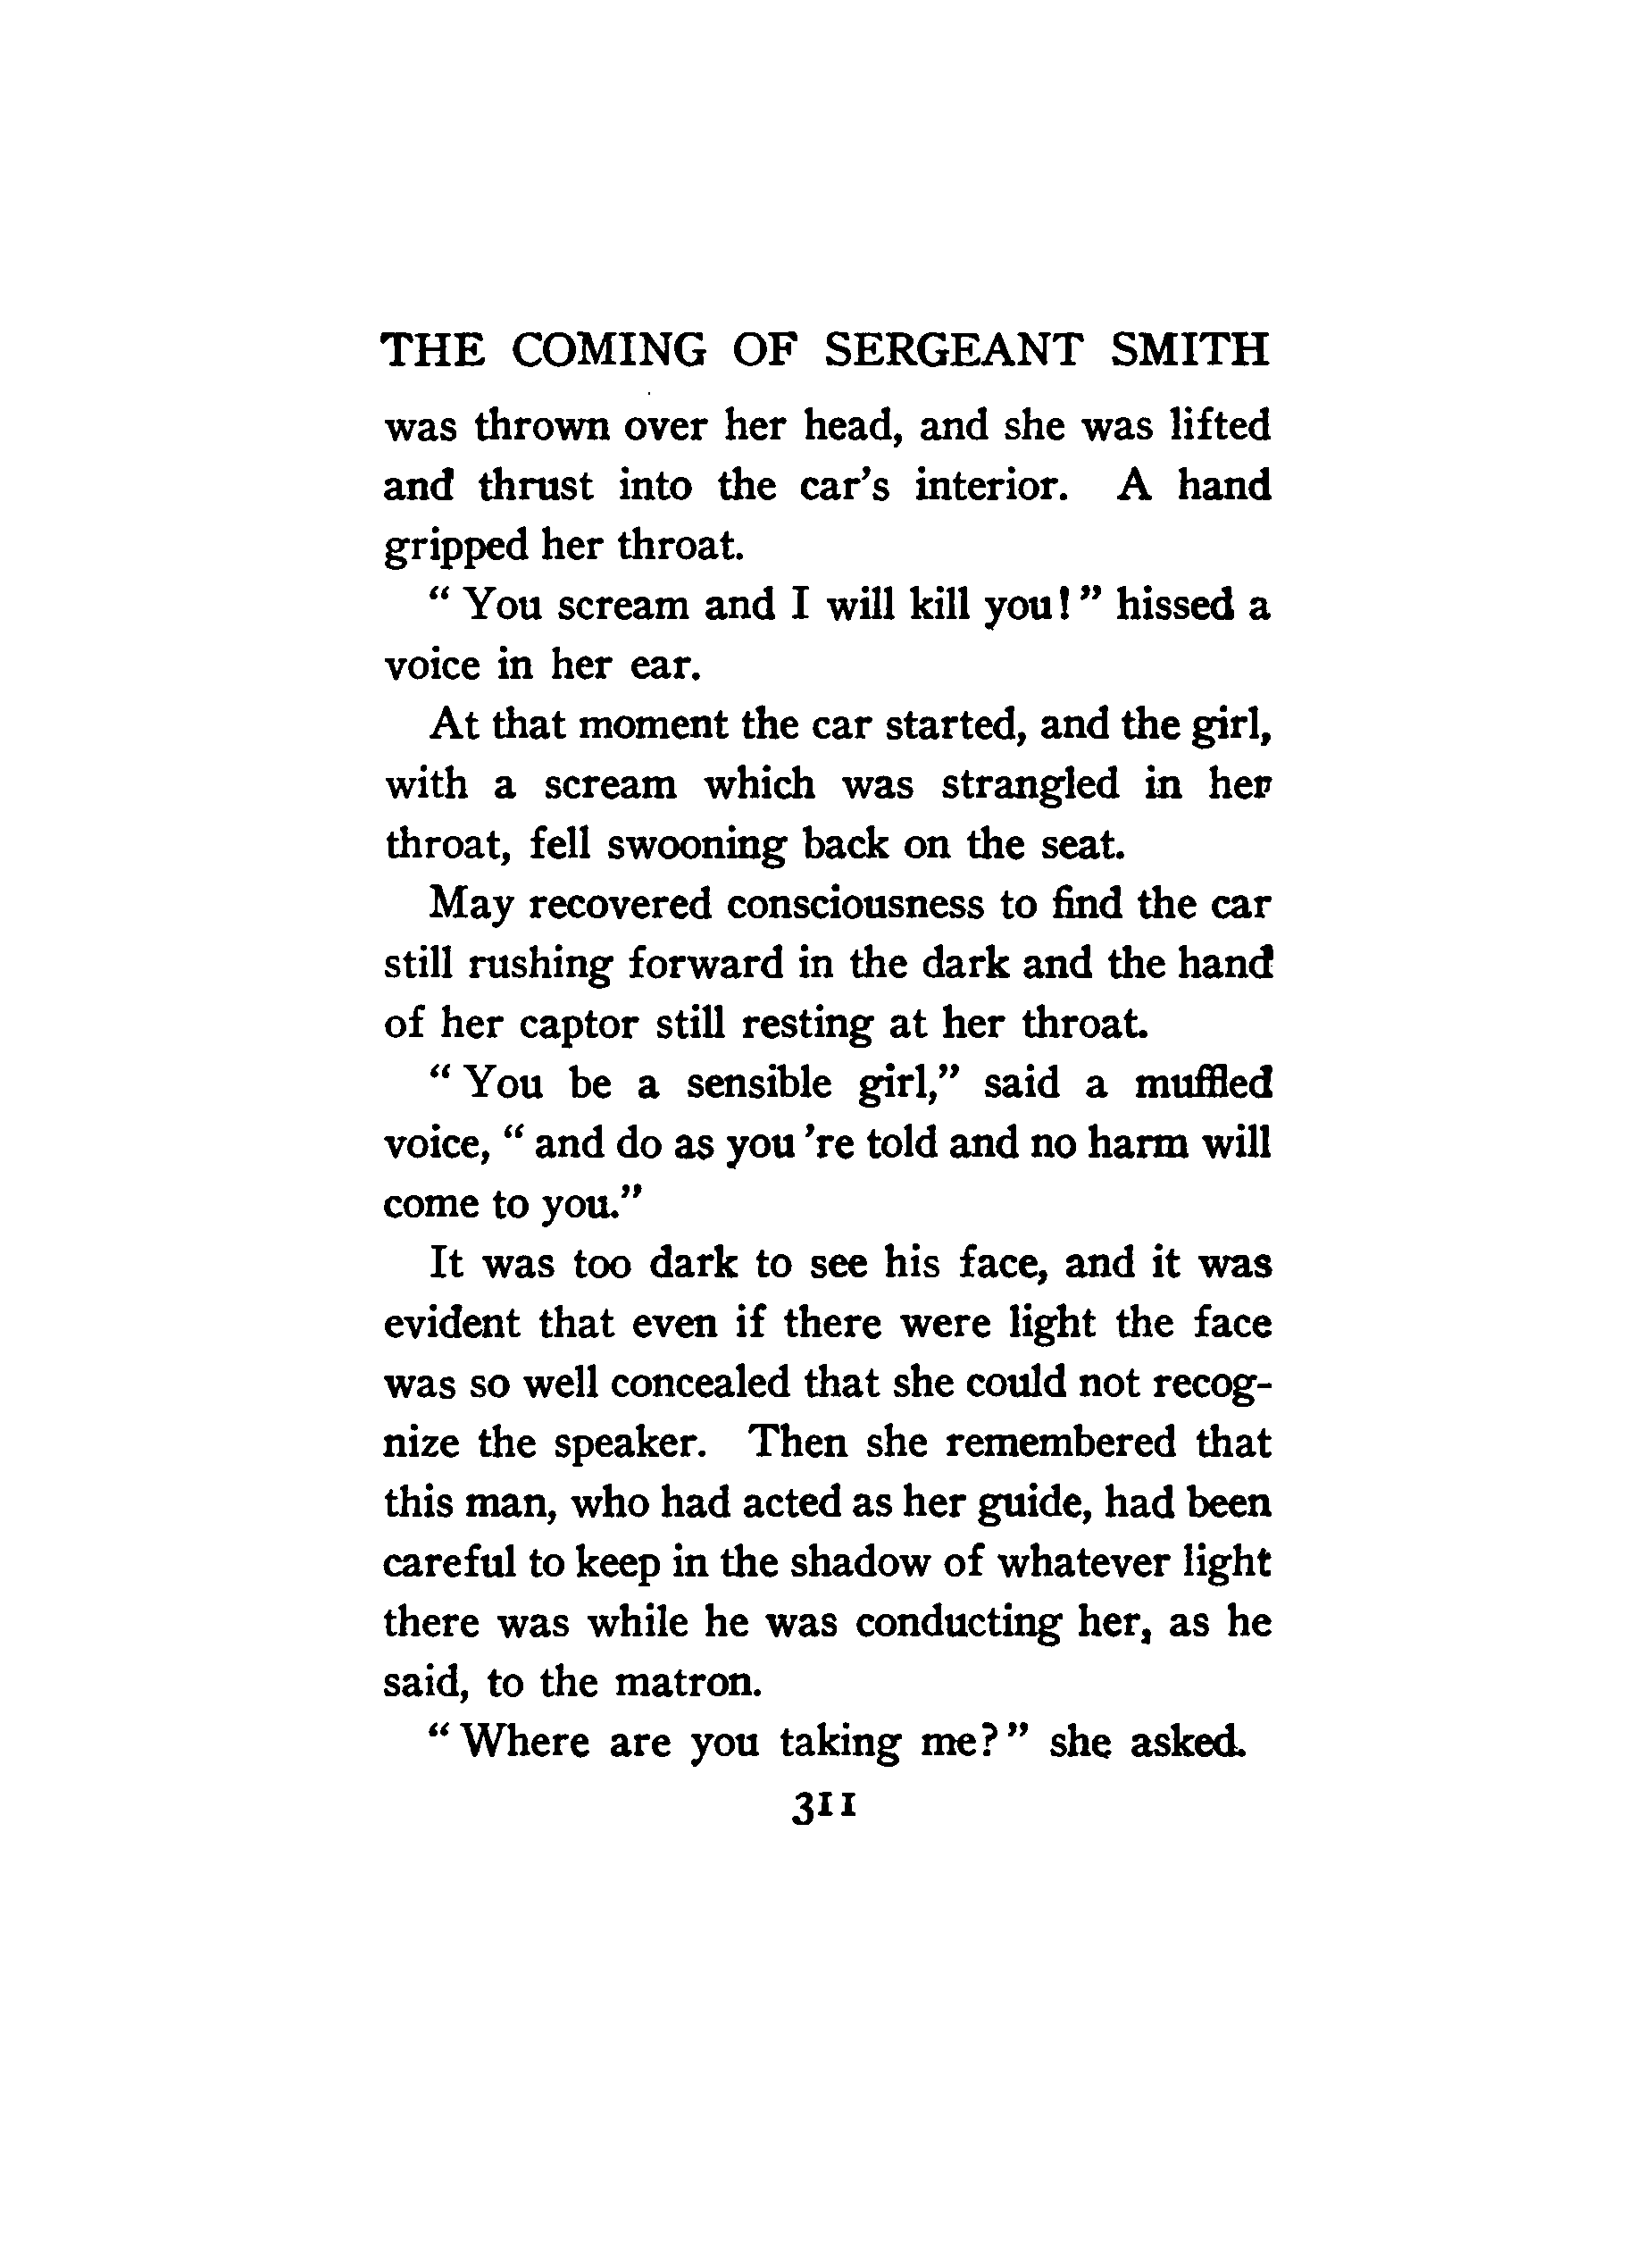 THE COMING OF SERGEANT SMITH
was thrown over her head, and she was lifted
and thrust into the car's interior. A hand
gripped her throat.
" You scream and I will kill you! " hissed a
voice in her ear.
At that moment the car started, and the girl,
with a scream which was strangled in her
throat, fell swooning back on the seat.
May recovered consciousness to find the car
still rushing forward in the dark and the hand
of her captor still resting at her throat.
" You be a sensible girl," said a muffled
voice, " and do as you 're told and no harm will
come to you."
It was too dark to see his face, and it was
evident that even if there were light the face
was so well concealed that she could not recog-
nize the speaker. Then she remembered that
this man, who had acted as her guide, had been
careful to keep in the shadow of whatever light
there was while he was conducting her, as he
said, to the matron.
" Where are you taking me? " she asked.
311